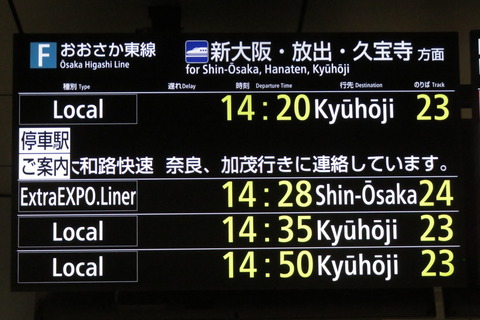 F おおさか東線 新大阪・放出・久宝寺 方面
Ōsaka Higashi Line for Shin-Ōsaka, Hanaten, Kyūhōji
種別 Type 遅れ Delay 時刻 Departure Time 行先 Destination のりば Track
Local 14:20 Kyūhōji 23
停車駅
ご案内 大和路快速 奈良、加茂行きに連絡しています。
ExtraEXPO.Liner 14:28 Shin-Ōsaka 24
Local 14:35 Kyūhōji 23
Local 14:50 Kyūhōji 23